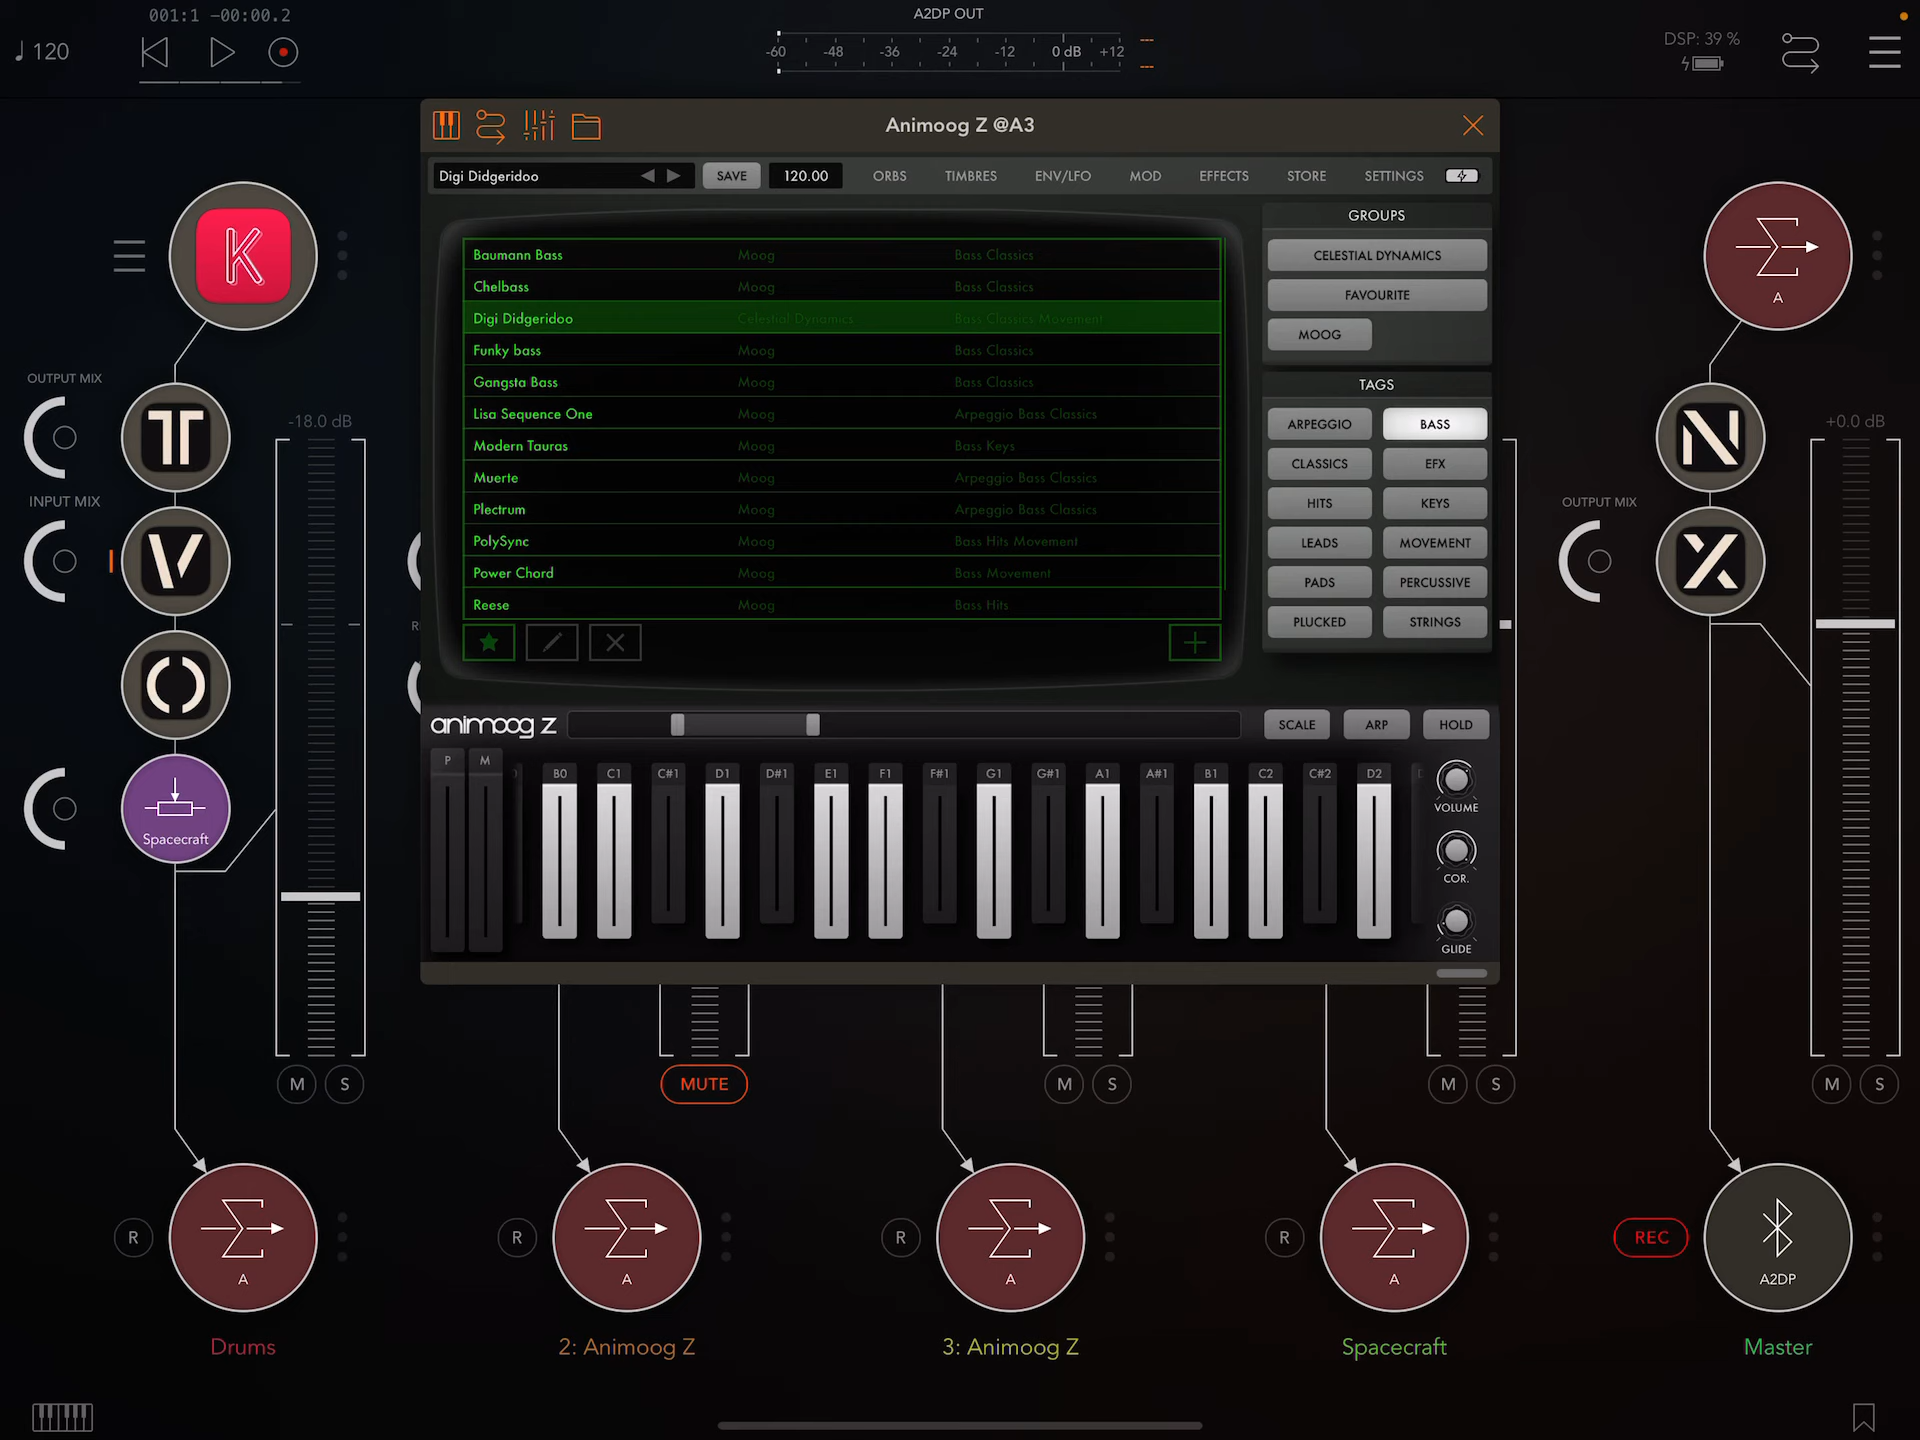 001:1 -00:00.2
120
A2DP OUT
-60 -48 -36 -24 -12 0 dB +12
DSP: 39 %
Animoog Z @A3
Digi Didgeridoo
SAVE
120.00
ORBS
TIMBRES
ENV/LFO
MOD
EFFECTS
STORE
SETTINGS
Baumann Bass Moog Bass Classics
Chelbass Moog Bass Classics
Digi Didgeridoo Celestial Dynamics Bass Classics Movement
Funky bass Moog Bass Classics
Gangsta Bass Moog Bass Classics
Lisa Sequence One Moog Arpeggio Bass Classics
Modern Tauras Moog Bass Keys
Muerte Moog Arpeggio Bass Classics
Plectrum Moog Arpeggio Bass Classics
PolySync Moog Bass Hits Movement
Power Chord Moog Bass Movement
Reese Moog Bass Hits
GROUPS
CELESTIAL DYNAMICS
FAVOURITE
MOOG
TAGS
ARPEGGIO BASS
CLASSICS EFX
HITS KEYS
LEADS MOVEMENT
PADS PERCUSSIVE
PLUCKED STRINGS
animoog Z
SCALE
ARP
HOLD
P M
B0 C1 C#1 D1 D#1 E1 F1 F#1 G1 G#1 A1 A#1 B1 C2 C#2 D2
VOLUME
COR.
GLIDE
K
OUTPUT MIX
T
INPUT MIX
V
Spacecraft
-18.0 dB
A
N
OUTPUT MIX
X
+0.0 dB
M S
MUTE
M S
M S
M S
R
A
R
A
R
A
R
A
REC
A2DP
Drums
2: Animoog Z
3: Animoog Z
Spacecraft
Master